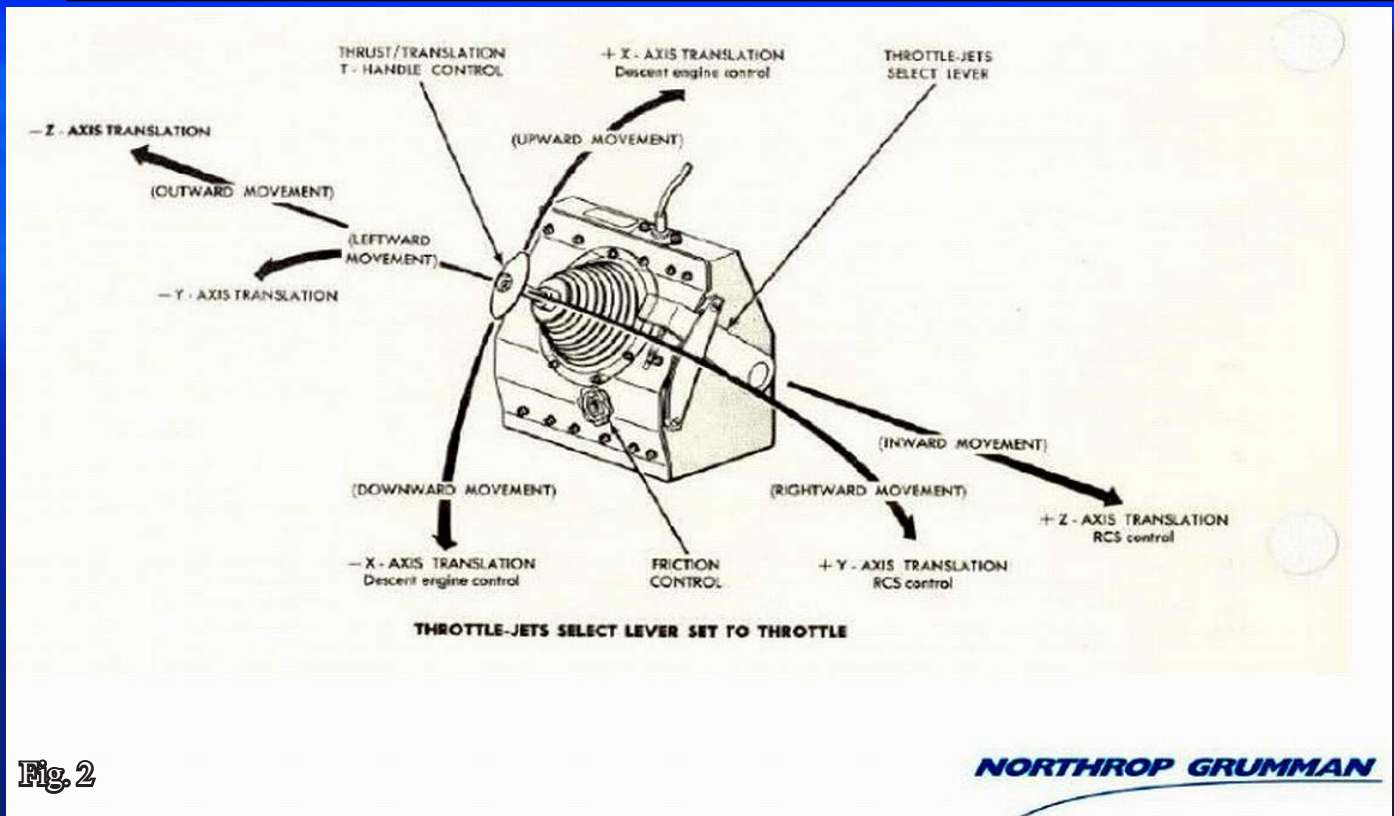 THRUST/TRANSLATION
T - HANDLE CONTROL
+ X - AXIS TRANSLATION
Descent engine control
THROTTLE-JETS
SELECT LEVER
— Z - AXIS TRANSLATION
(UPWARD MOVEMENT)
(OUTWARD MOVEMENT)
(LEFTWARD
MOVEMENT)
— Y - AXIS TRANSLATION
(INWARD MOVEMENT)
(DOWNWARD MOVEMENT)
(RIGHTWARD MOVEMENT)
+ Z - AXIS TRANSLATION
RCS control
— X - AXIS TRANSLATION
Descent engine control
FRICTION
CONTROL
+ Y - AXIS TRANSLATION
RCS control
THROTTLE-JETS SELECT LEVER SET TO THROTTLE
Fig. 2
NORTHROP GRUMMAN